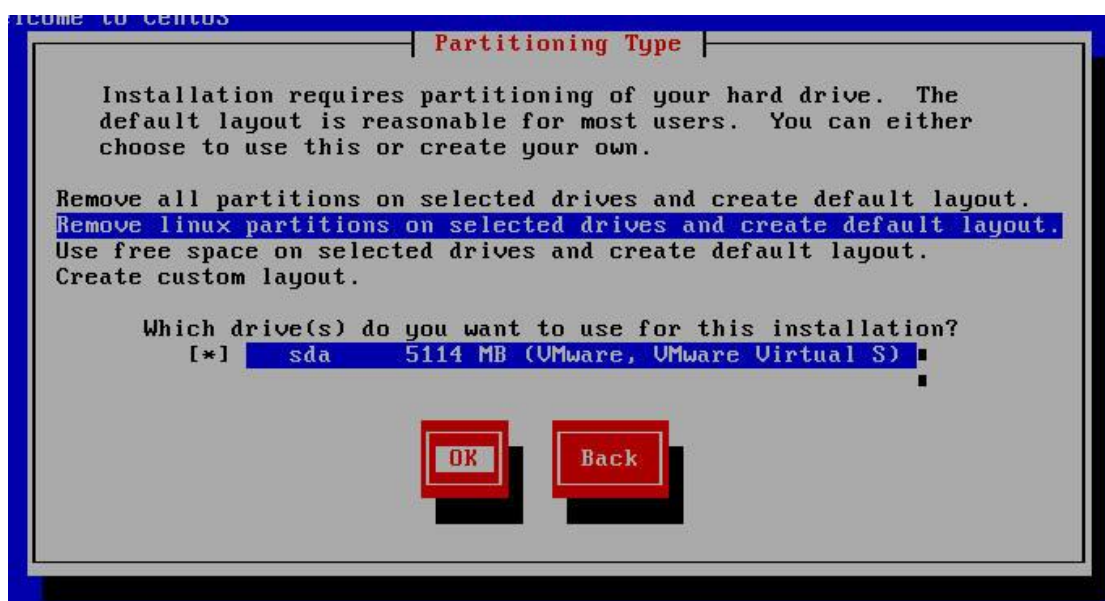 lcome to CentOS
Partitioning Type
Installation requires partitioning of your hard drive. The
default layout is reasonable for most users. You can either
choose to use this or create your own.
Remove all partitions on selected drives and create default layout.
Remove linux partitions on selected drives and create default layout.
Use free space on selected drives and create default layout.
Create custom layout.
Which drive(s) do you want to use for this installation?
[*] sda 5114 MB (VMware, VMware Virtual S)
OK Back